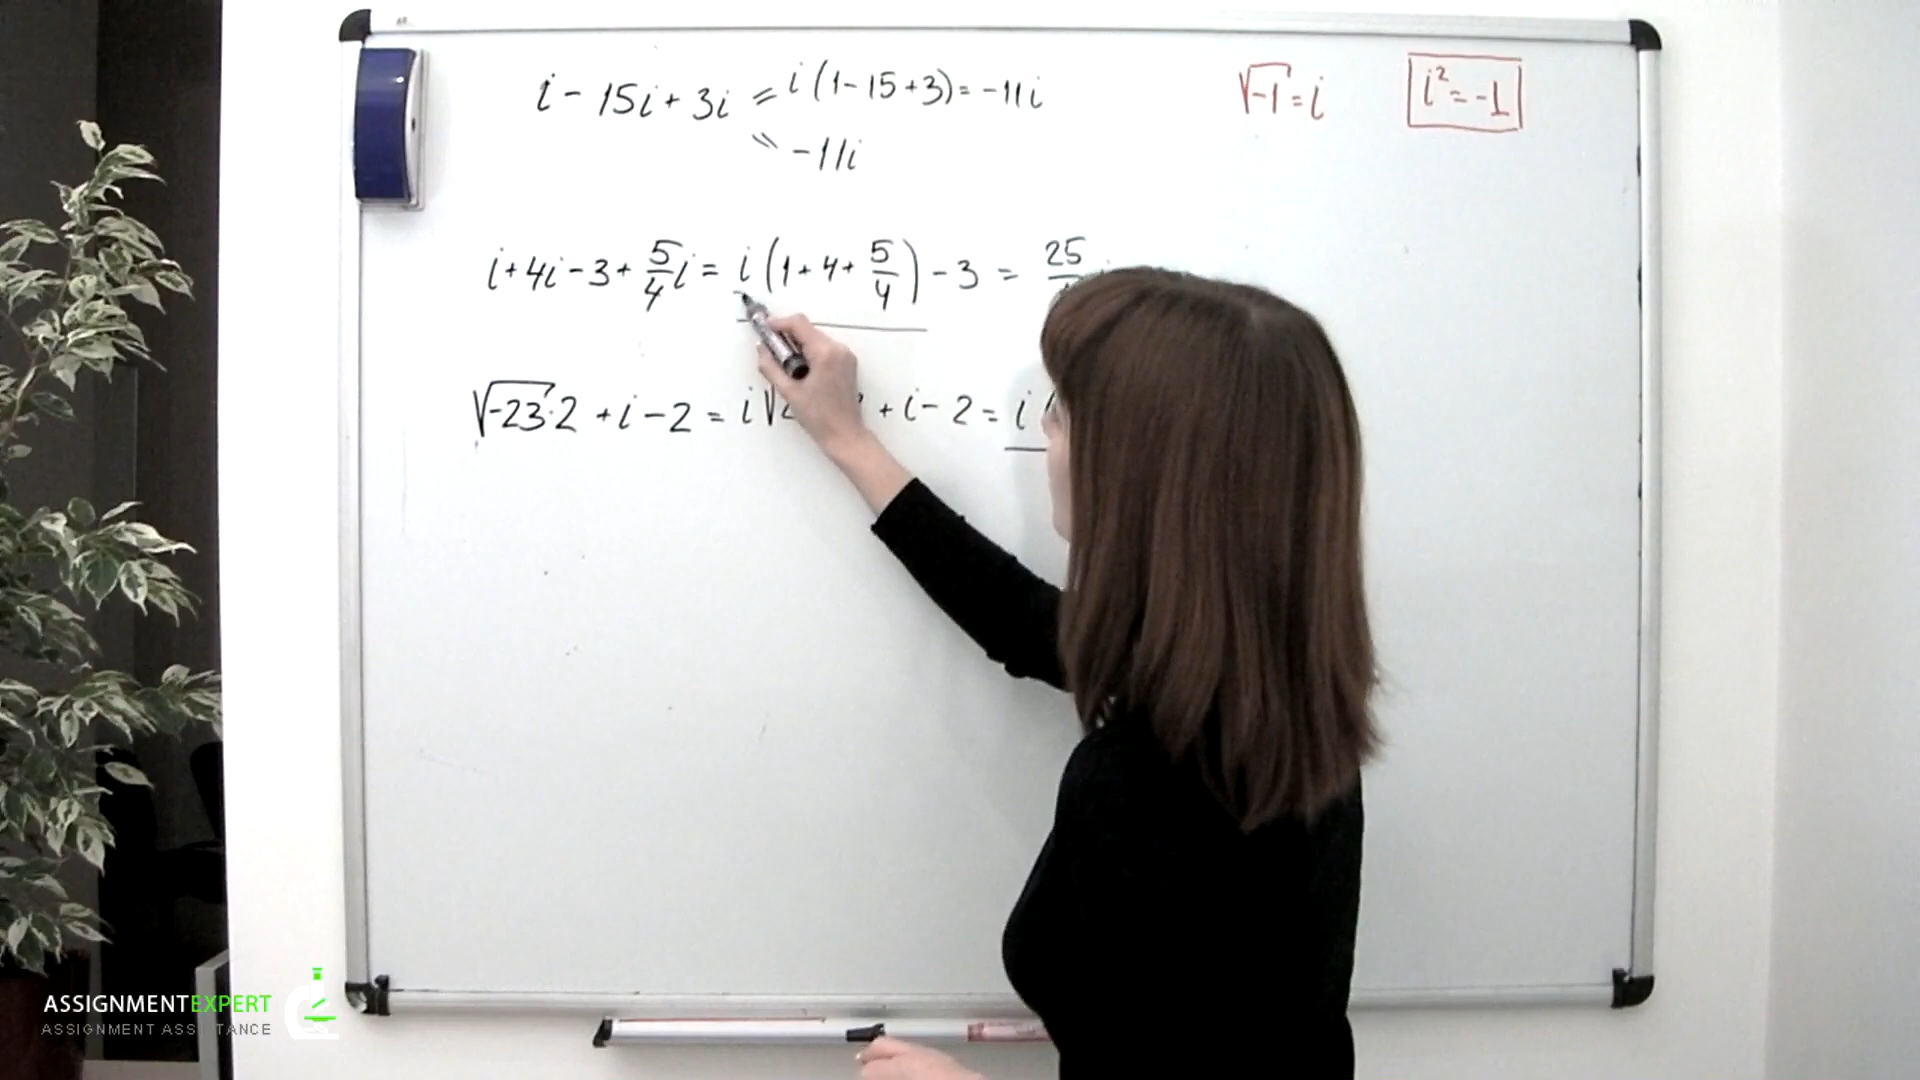 i - 15i + 3i = i (1 - 15 + 3) = -11i
= -11i
√-1 = i
i² = -1
i + 4i - 3 + 5/4 i = i (1 + 4 + 5/4) - 3 = 25
√-23 · 2 + i - 2 = i√2 + i - 2 = i (
ASSIGNMENTEXPERT
ASSIGNMENT ASSISTANCE